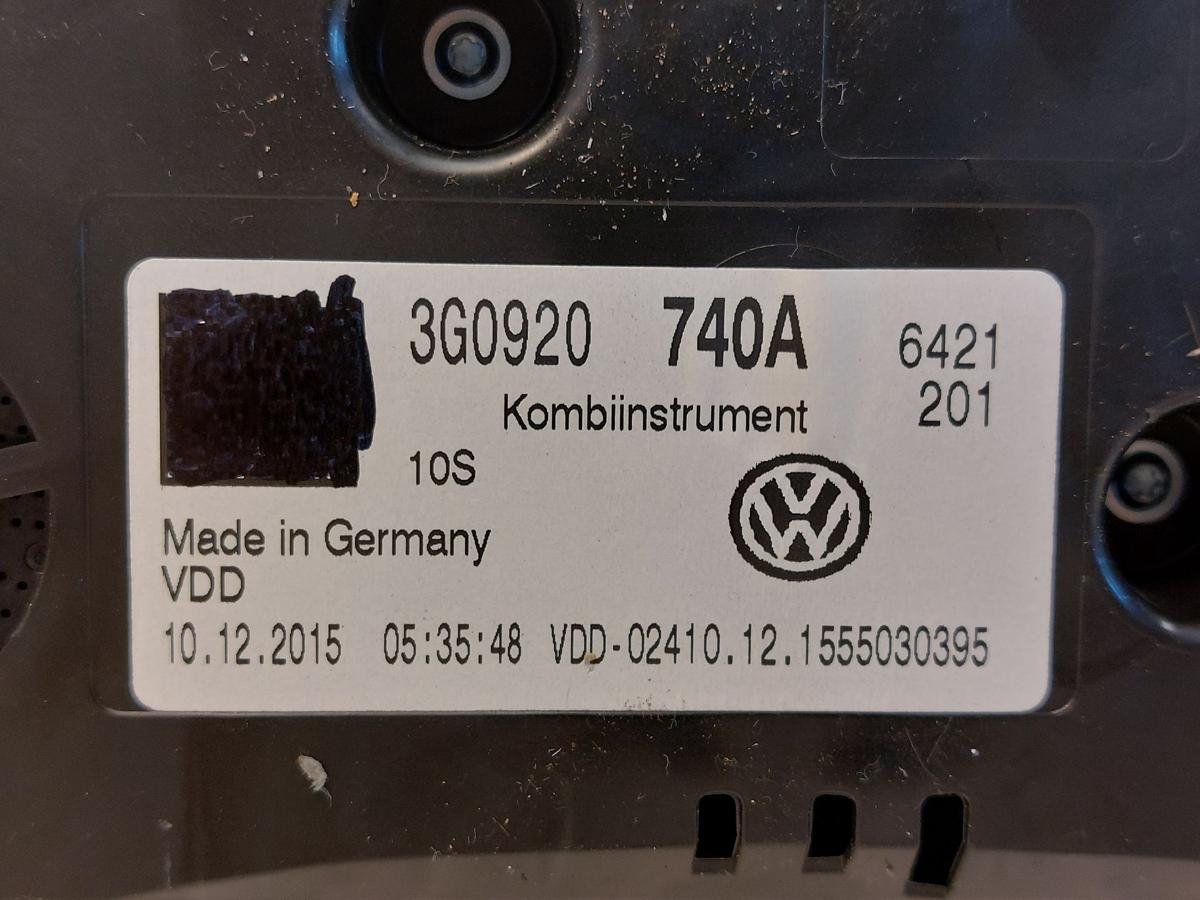 3G0920 740A 6421
Kombiinstrument 201
10S
Made in Germany
VDD
10.12.2015 05:35:48 VDD-02410.12.1555030395